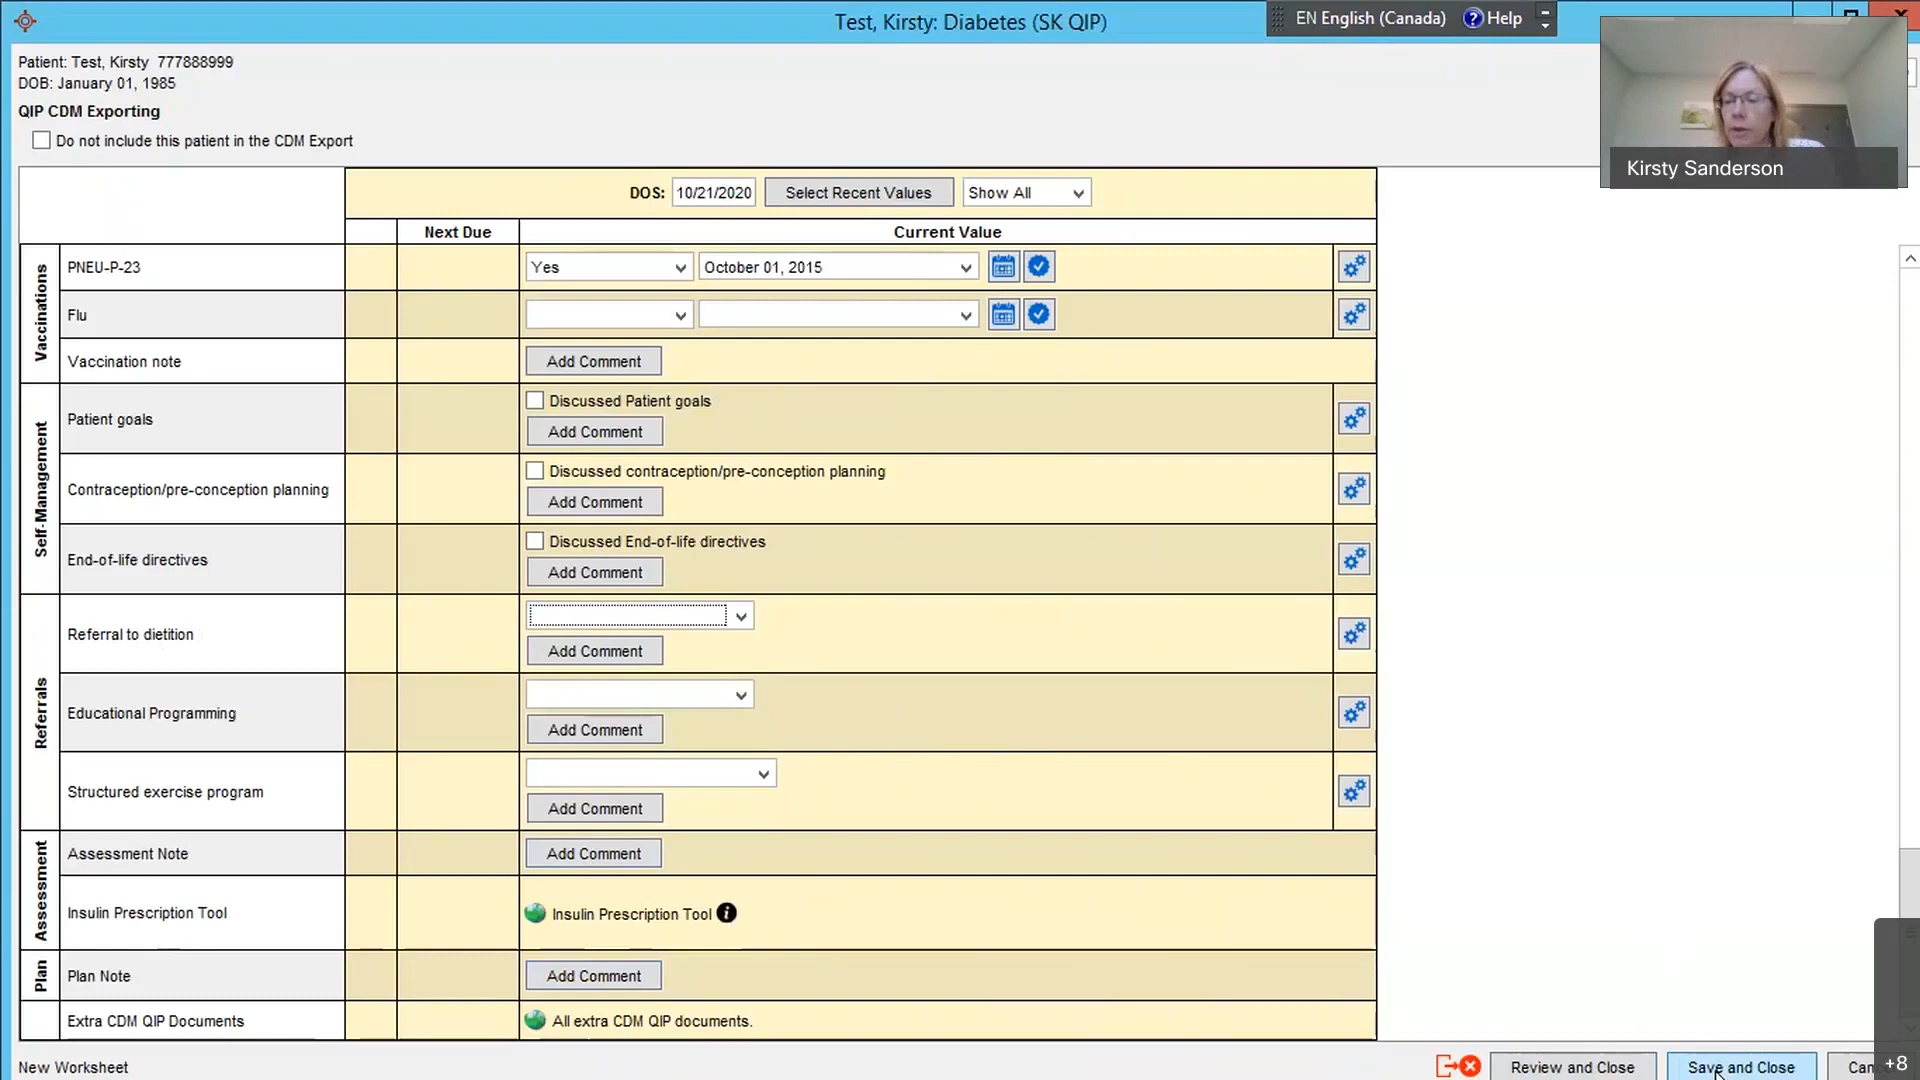 Test, Kirsty: Diabetes (SK QIP)
EN English (Canada) ? Help
Patient: Test, Kirsty 777888999
DOB: January 01, 1985
QIP CDM Exporting
Do not include this patient in the CDM Export
Kirsty Sanderson
DOS: 10/21/2020 Select Recent Values Show All
Next Due Current Value
Vaccinations
PNEU-P-23 Yes October 01, 2015
Flu
Vaccination note Add Comment
Self-Management
Patient goals Discussed Patient goals
Add Comment
Contraception/pre-conception planning Discussed contraception/pre-conception planning
Add Comment
End-of-life directives Discussed End-of-life directives
Add Comment
Referrals
Referral to dietition
Add Comment
Educational Programming
Add Comment
Structured exercise program
Add Comment
Assessment
Assessment Note Add Comment
Insulin Prescription Tool Insulin Prescription Tool i
Plan
Plan Note Add Comment
Extra CDM QIP Documents All extra CDM QIP documents.
New Worksheet Review and Close Save and Close +8